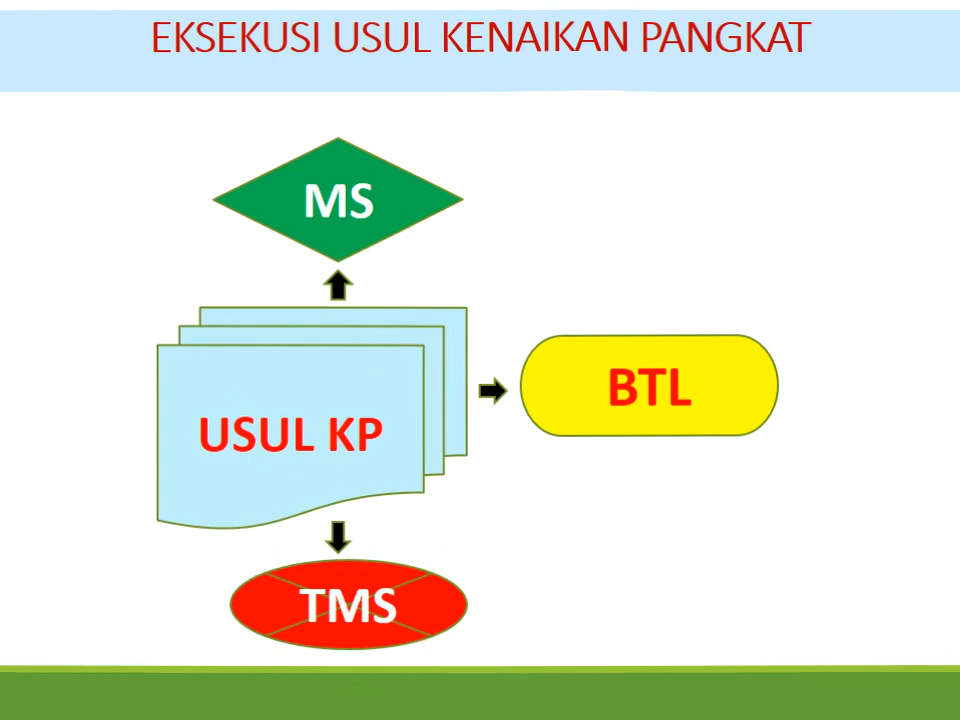 EKSEKUSI USUL KENAIKAN PANGKAT
MS
USUL KP
BTL
TMS